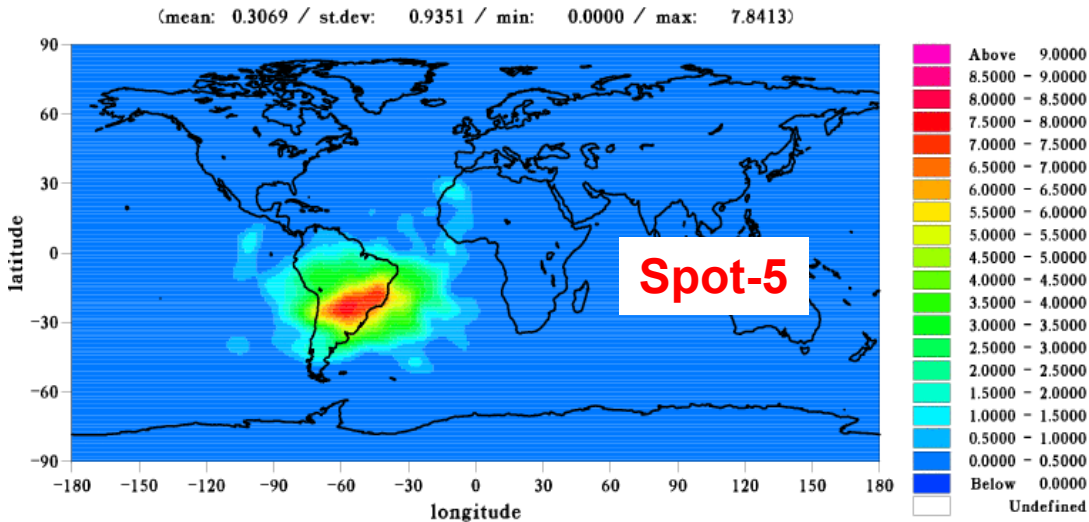 (mean: 0.3069 / st.dev: 0.9351 / min: 0.0000 / max: 7.8413)
90
60
30
0
−30
−60
−90
latitude
−180 −150 −120 −90 −60 −30 0 30 60 90 120 150 180
longitude
Spot-5
Above 9.0000
8.5000 − 9.0000
8.0000 − 8.5000
7.5000 − 8.0000
7.0000 − 7.5000
6.5000 − 7.0000
6.0000 − 6.5000
5.5000 − 6.0000
5.0000 − 5.5000
4.5000 − 5.0000
4.0000 − 4.5000
3.5000 − 4.0000
3.0000 − 3.5000
2.5000 − 3.0000
2.0000 − 2.5000
1.5000 − 2.0000
1.0000 − 1.5000
0.5000 − 1.0000
0.0000 − 0.5000
Below 0.0000
Undefined